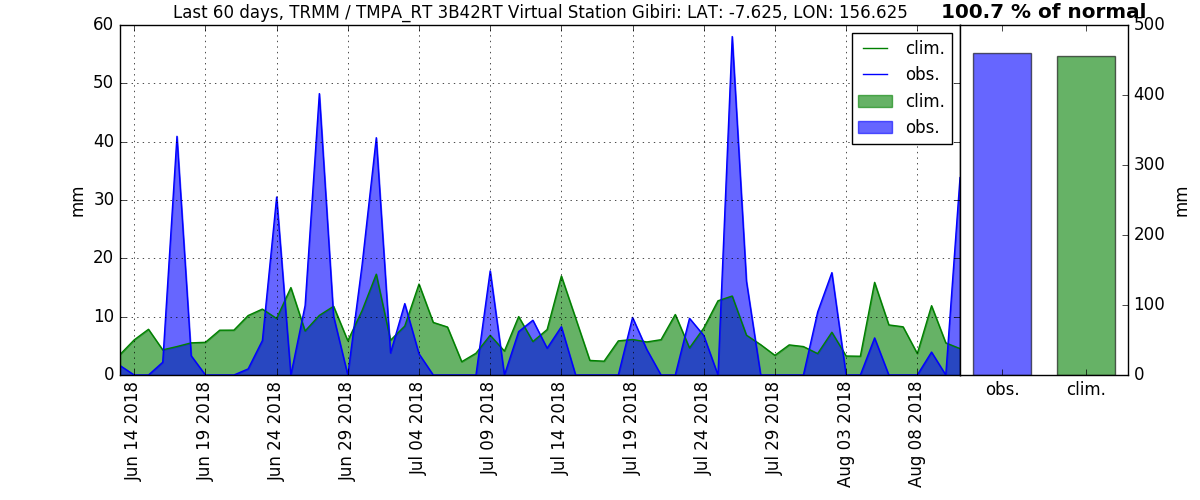 Last 60 days, TRMM / TMPA_RT 3B42RT Virtual Station Gibiri: LAT: -7.625, LON: 156.625
100.7 % of normal
60
50
40
30
20
10
0
mm
clim.
obs.
clim.
obs.
Jun 14 2018
Jun 19 2018
Jun 24 2018
Jun 29 2018
Jul 04 2018
Jul 09 2018
Jul 14 2018
Jul 19 2018
Jul 24 2018
Jul 29 2018
Aug 03 2018
Aug 08 2018
500
400
300
200
100
0
mm
obs.
clim.